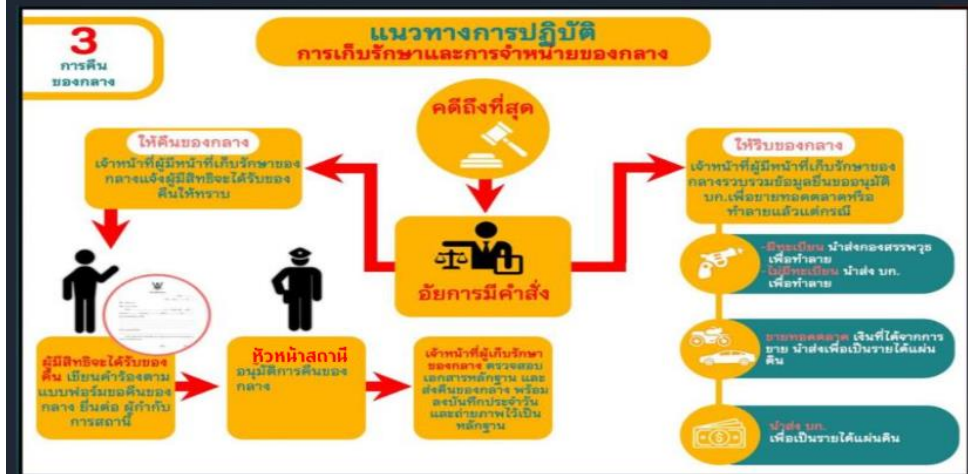 3
การคืน
ของกลาง
แนวทางการปฏิบัติ
การเก็บรักษาและการจำหน่ายของกลาง
คดีถึงที่สุด
ให้คืนของกลาง
เจ้าหน้าที่ผู้มีหน้าที่เก็บรักษาของ
กลางแจ้งผู้มีสิทธิจะได้รับของ
คืนให้ทราบ
ให้ริบของกลาง
เจ้าหน้าที่ผู้มีหน้าที่เก็บรักษาของ
กลางรวบรวมข้อมูลยื่นขออนุมัติ
บก.เพื่อขายทอดตลาดหรือ
ทำลายแล้วแต่กรณี
อัยการมีคำสั่ง
-มีทะเบียน นำส่งกองสรรพวุธ
เพื่อทำลาย
-ไม่มีทะเบียน นำส่ง บก.
เพื่อทำลาย
ขายทอดตลาด เงินที่ได้จากการ
ขาย นำส่งเพื่อเป็นรายได้แผ่น
ดิน
นำส่ง บก.
เพื่อเป็นรายได้แผ่นดิน
ผู้มีสิทธิจะได้รับของ
คืน เขียนคำร้องตาม
แบบฟอร์มขอคืนของ
กลาง ยื่นต่อ ผู้กำกับ
การสถานี
หัวหน้าสถานี
อนุมัติการคืนของ
กลาง
เจ้าหน้าที่ผู้เก็บรักษา
ของกลาง ตรวจสอบ
เอกสารหลักฐาน และ
ส่งคืนของกลาง พร้อม
ลงบันทึกประจำวัน
และถ่ายภาพไว้เป็น
หลักฐาน